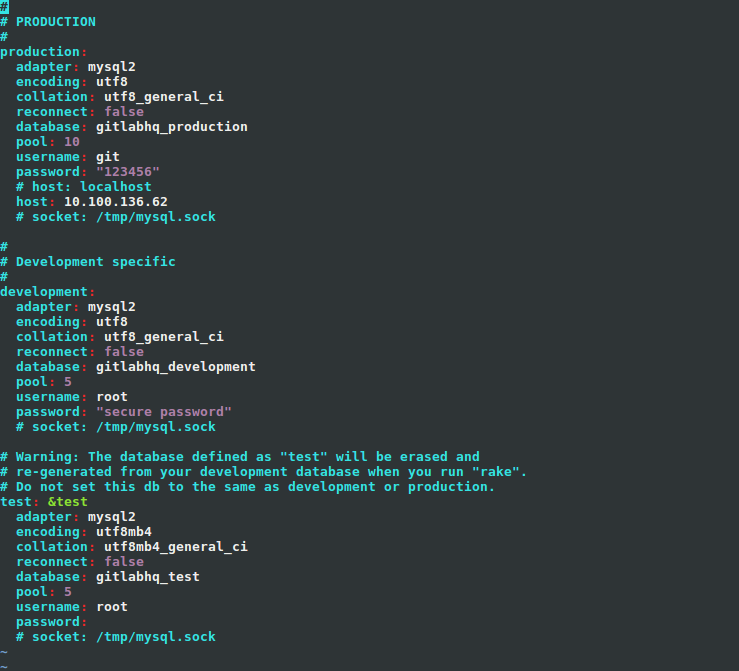 #
# PRODUCTION
#
production:
  adapter: mysql2
  encoding: utf8
  collation: utf8_general_ci
  reconnect: false
  database: gitlabhq_production
  pool: 10
  username: git
  password: "123456"
  # host: localhost
  host: 10.100.136.62
  # socket: /tmp/mysql.sock

#
# Development specific
#
development:
  adapter: mysql2
  encoding: utf8
  collation: utf8_general_ci
  reconnect: false
  database: gitlabhq_development
  pool: 5
  username: root
  password: "secure password"
  # socket: /tmp/mysql.sock

# Warning: The database defined as "test" will be erased and
# re-generated from your development database when you run "rake".
# Do not set this db to the same as development or production.
test: &test
  adapter: mysql2
  encoding: utf8mb4
  collation: utf8mb4_general_ci
  reconnect: false
  database: gitlabhq_test
  pool: 5
  username: root
  password:
  # socket: /tmp/mysql.sock
~
~